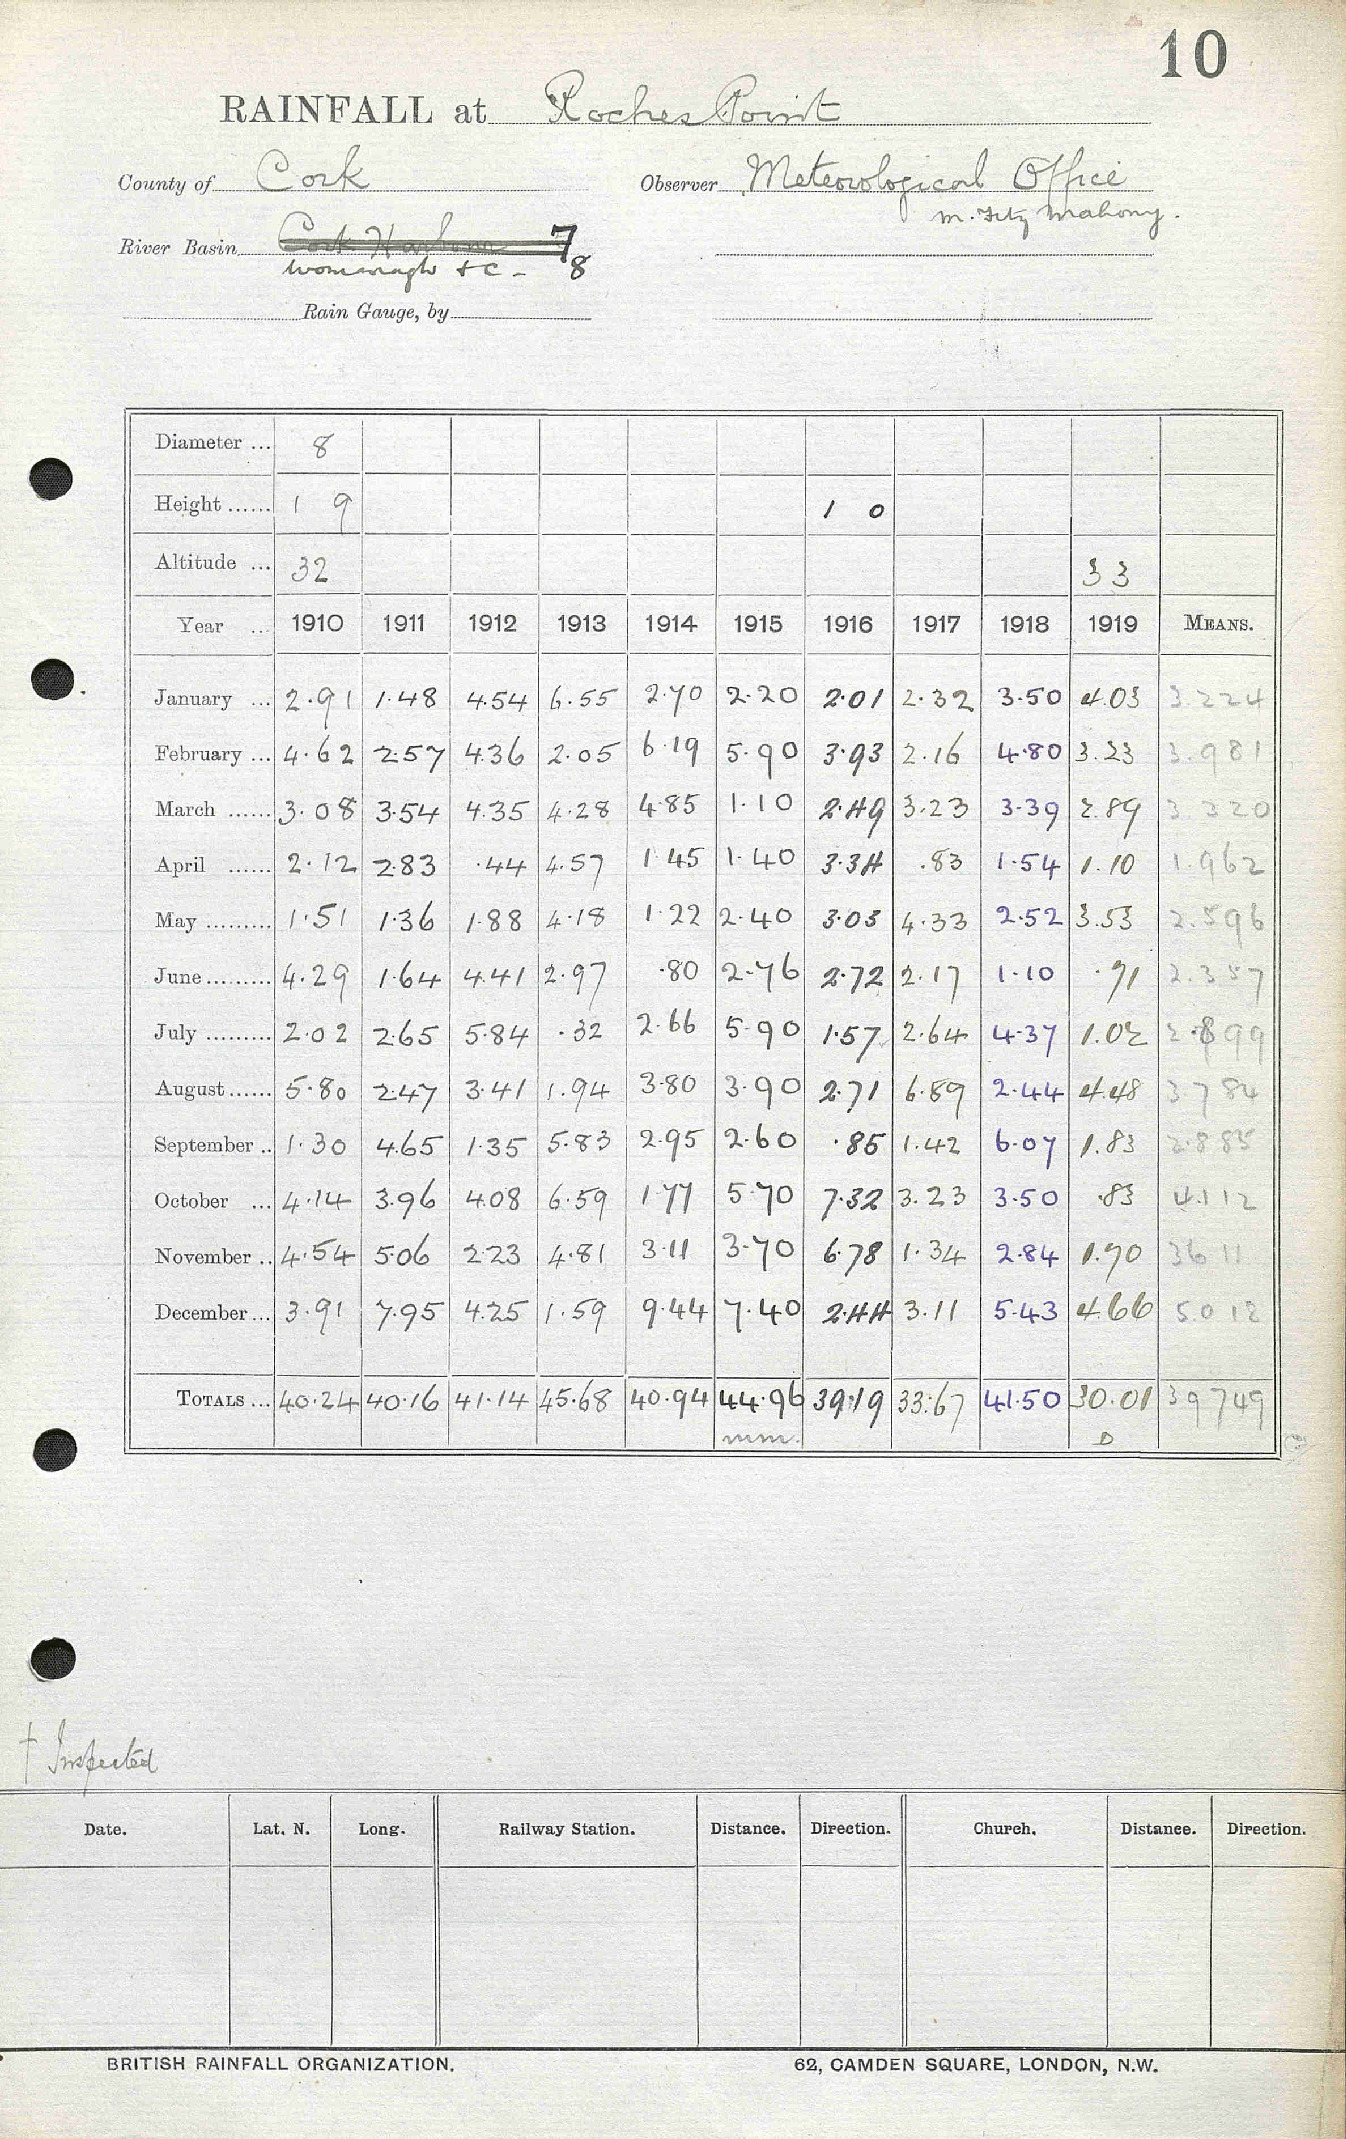 10
RAINFALL at Roches Point
County of Cork Observer Meteorological Office
M. Fitz Mahony.
River Basin Cork Harbour 7
Womanagh &c - 8
Rain Gauge, by
Diameter ... 8
Height ...... 1 9 1 0
Altitude ... 32 33
Year ... 1910 1911 1912 1913 1914 1915 1916 1917 1918 1919 MEANS.
January ... 2.91 1.48 4.54 6.55 2.70 2.20 2.01 2.32 3.50 4.03 3.224
February ... 4.62 2.57 4.36 2.05 6.19 5.90 3.93 2.16 4.80 3.23 3.981
March ...... 3.08 3.54 4.35 4.28 4.85 1.10 2.49 3.23 3.39 2.89 3.320
April ...... 2.12 2.83 .44 4.57 1.45 1.40 3.34 .83 1.54 1.10 1.962
May ......... 1.51 1.36 1.88 4.18 1.22 2.40 3.03 4.33 2.52 3.53 2.596
June ......... 4.29 1.64 4.41 2.97 .80 2.76 2.72 2.17 1.10 .71 2.357
July ......... 2.02 2.65 5.84 .32 2.66 5.90 1.57 2.64 4.37 1.02 2.899
August ...... 5.80 2.47 3.41 1.94 3.80 3.90 2.71 6.89 2.44 4.48 3.784
September .. 1.30 4.65 1.35 5.83 2.95 2.60 .85 1.42 6.07 1.83 2.885
October ... 4.14 3.96 4.08 6.59 1.77 5.70 7.32 3.23 3.50 .83 4.112
November .. 4.54 5.06 2.23 4.81 3.11 3.70 6.78 1.34 2.84 1.70 3611
December ... 3.91 7.95 4.25 1.59 9.44 7.40 2.44 3.11 5.43 4.66 5.012
TOTALS ... 40.24 40.16 41.14 45.68 40.94 44.96 39.19 33.67 41.50 30.01 39749
mm. D
† Inspected
Date. Lat. N. Long. Railway Station. Distance. Direction. Church. Distance. Direction.
BRITISH RAINFALL ORGANIZATION. 62, CAMDEN SQUARE, LONDON, N.W.